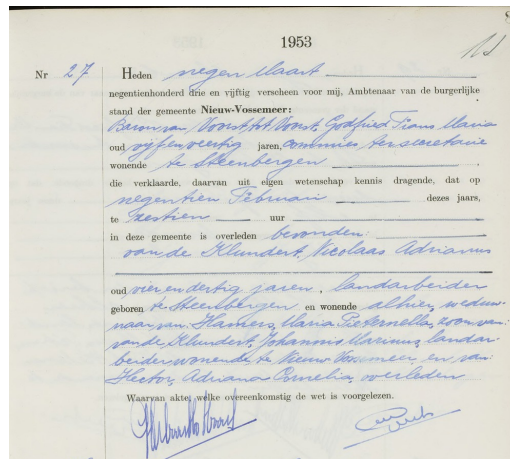 1953
Nr 27 Heden negen Maart
negentienhonderd drie en vijftig verscheen voor mij, Ambtenaar van de burgerlijke
stand der gemeente Nieuw-Vossemeer:
Baron van Voorst tot Voorst, Godfried Frans Maria
oud vijfenveertig jaren, commies ter secretarie
wonende te Steenbergen
die verklaarde, daarvan uit eigen wetenschap kennis dragende, dat op
negentien Februari dezes jaars,
te zestien uur
in deze gemeente is overleden bevonden:
van de Klundert, Nicolaas Adrianus
oud vierendertig jaren, landarbeider
geboren te Steenbergen en wonende alhier, weduw-
naar van: Hamers, Maria Pieternella, zoon van:
van de Klundert, Johannis Marinus, landar-
beider wonende te Nieuw Vossemeer, en van:
Hector, Adriana Cornelia, overleden
Waarvan akte, welke overeenkomstig de wet is voorgelezen.